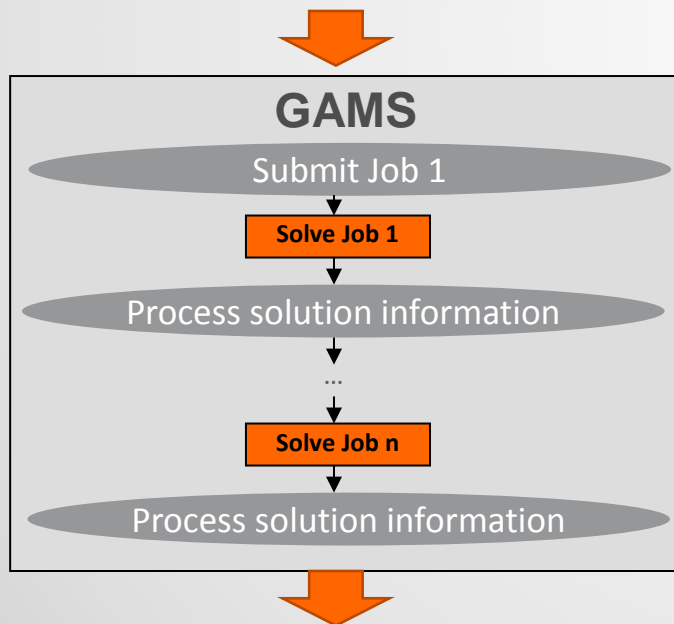 GAMS
Submit Job 1
Solve Job 1
Process solution information
...
Solve Job n
Process solution information